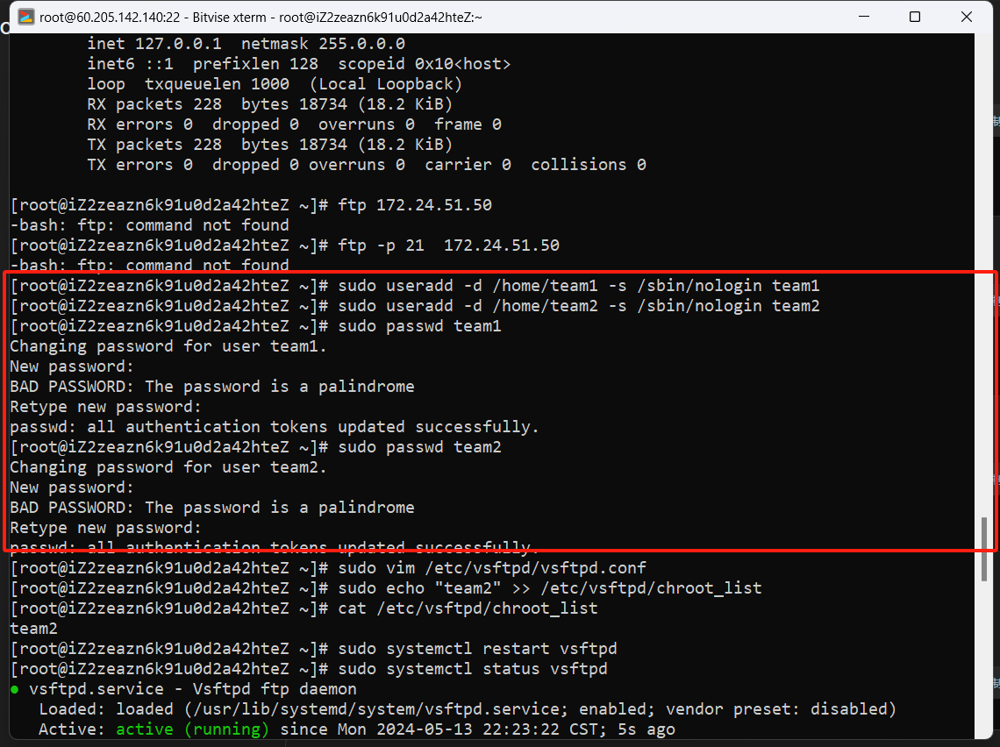 root@60.205.142.140:22 - Bitvise xterm - root@iZ2zeazn6k91u0d2a42hteZ:~
inet 127.0.0.1  netmask 255.0.0.0
inet6 ::1  prefixlen 128  scopeid 0x10<host>
loop  txqueuelen 1000  (Local Loopback)
RX packets 228  bytes 18734 (18.2 KiB)
RX errors 0  dropped 0  overruns 0  frame 0
TX packets 228  bytes 18734 (18.2 KiB)
TX errors 0  dropped 0 overruns 0  carrier 0  collisions 0
[root@iZ2zeazn6k91u0d2a42hteZ ~]# ftp 172.24.51.50
-bash: ftp: command not found
[root@iZ2zeazn6k91u0d2a42hteZ ~]# ftp -p 21  172.24.51.50
-bash: ftp: command not found
[root@iZ2zeazn6k91u0d2a42hteZ ~]# sudo useradd -d /home/team1 -s /sbin/nologin team1
[root@iZ2zeazn6k91u0d2a42hteZ ~]# sudo useradd -d /home/team2 -s /sbin/nologin team2
[root@iZ2zeazn6k91u0d2a42hteZ ~]# sudo passwd team1
Changing password for user team1.
New password:
BAD PASSWORD: The password is a palindrome
Retype new password:
passwd: all authentication tokens updated successfully.
[root@iZ2zeazn6k91u0d2a42hteZ ~]# sudo passwd team2
Changing password for user team2.
New password:
BAD PASSWORD: The password is a palindrome
Retype new password:
passwd: all authentication tokens updated successfully.
[root@iZ2zeazn6k91u0d2a42hteZ ~]# sudo vim /etc/vsftpd/vsftpd.conf
[root@iZ2zeazn6k91u0d2a42hteZ ~]# sudo echo "team2" >> /etc/vsftpd/chroot_list
[root@iZ2zeazn6k91u0d2a42hteZ ~]# cat /etc/vsftpd/chroot_list
team2
[root@iZ2zeazn6k91u0d2a42hteZ ~]# sudo systemctl restart vsftpd
[root@iZ2zeazn6k91u0d2a42hteZ ~]# sudo systemctl status vsftpd
● vsftpd.service - Vsftpd ftp daemon
Loaded: loaded (/usr/lib/systemd/system/vsftpd.service; enabled; vendor preset: disabled)
Active: active (running) since Mon 2024-05-13 22:23:22 CST; 5s ago